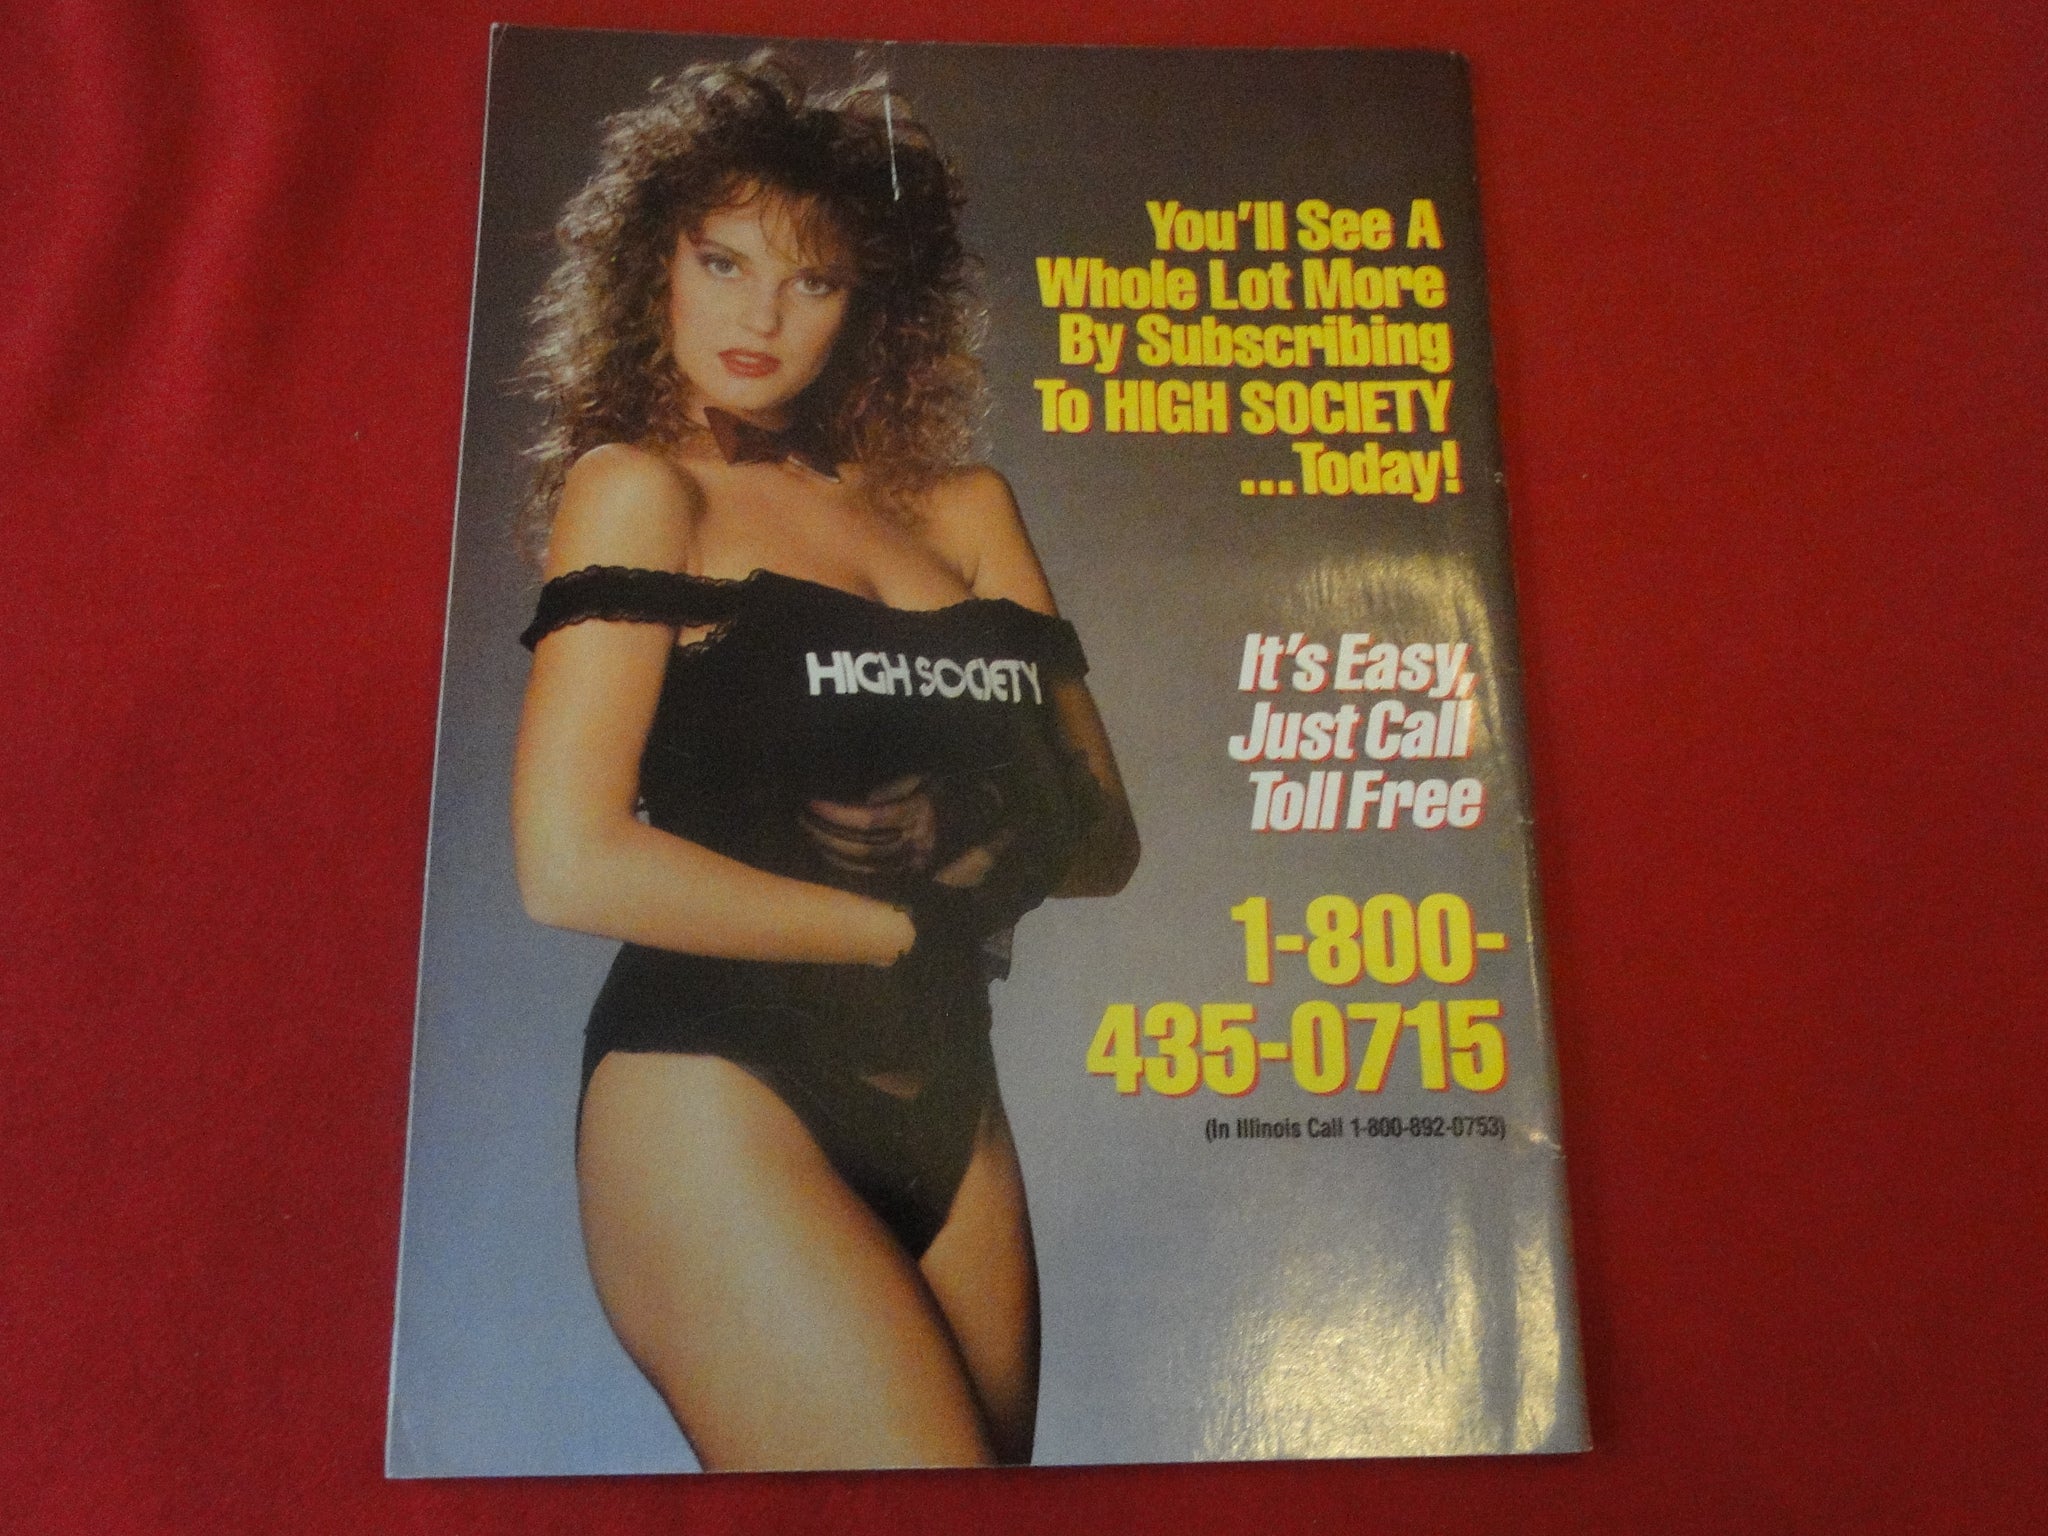 You'll See A
Whole Lot More
By Subscribing
To HIGH SOCIETY
...Today!
HIGH SOCIETY
It's Easy,
Just Call
Toll Free
1-800-
435-0715
(In Illinois Call 1-800-892-0753)